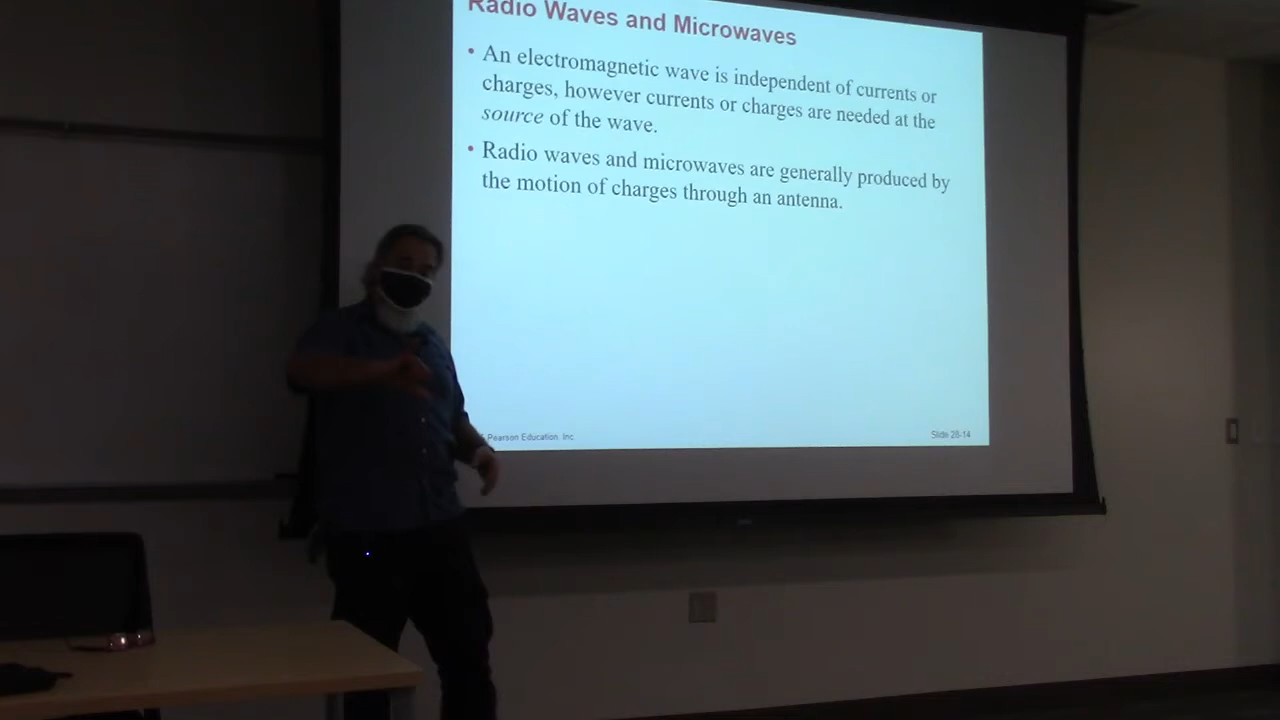 Radio Waves and Microwaves
• An electromagnetic wave is independent of currents or
charges, however currents or charges are needed at the
source of the wave.
• Radio waves and microwaves are generally produced by
the motion of charges through an antenna.
Pearson Education, Inc
Slide 26-14